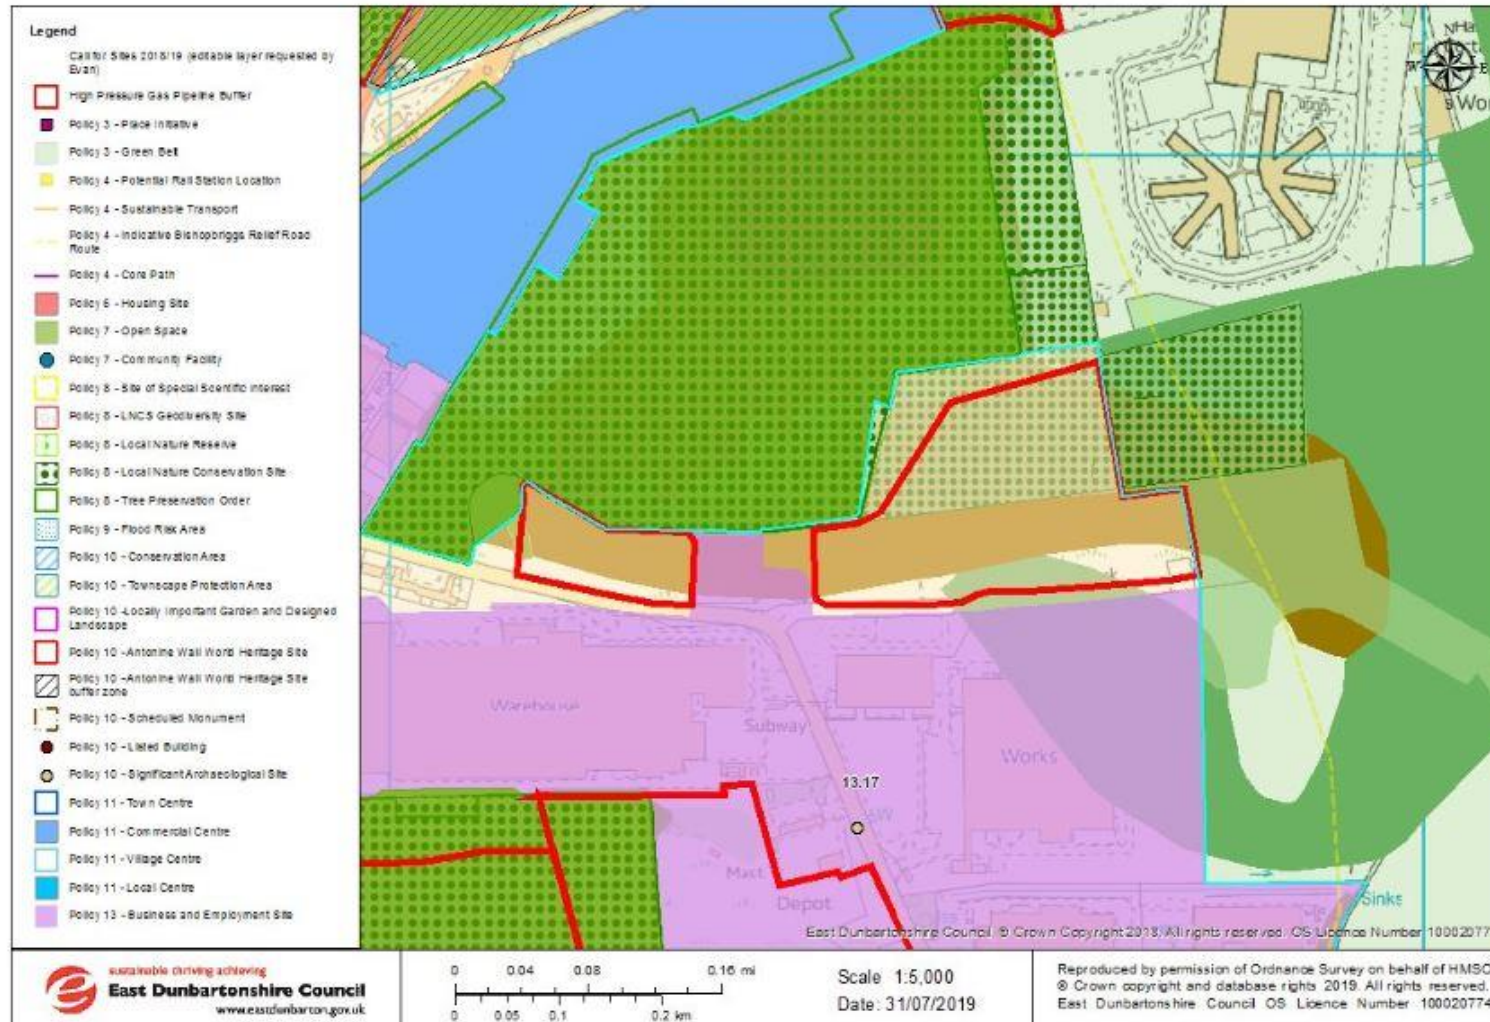 Legend
Call for Sites 2018/19 (editable layer requested by
Evan)
High Pressure Gas Pipeline Buffer
Policy 3 - Place Initiative
Policy 3 - Green Belt
Policy 4 - Potential Rail Station Location
Policy 4 - Sustainable Transport
Policy 4 - Indicative Bishopbriggs Relief Road
Route
Policy 4 - Core Path
Policy 6 - Housing Site
Policy 7 - Open Space
Policy 7 - Community Facility
Policy 8 - Site of Special Scientific Interest
Policy 8 - LNCS Geodiversity Site
Policy 8 - Local Nature Reserve
Policy 8 - Local Nature Conservation Site
Policy 8 - Tree Preservation Order
Policy 9 - Flood Risk Area
Policy 10 - Conservation Area
Policy 10 - Townscape Protection Area
Policy 10 -Locally Important Garden and Designed
Landscape
Policy 10 -Antonine Wall World Heritage Site
Policy 10 -Antonine Wall World Heritage Site
buffer zone
Policy 10 - Scheduled Monument
Policy 10 - Listed Building
Policy 10 - Significant Archaeological Site
Policy 11 - Town Centre
Policy 11 - Commercial Centre
Policy 11 - Village Centre
Policy 11 - Local Centre
Policy 13 - Business and Employment Site
N
W E
S
Warehouse
Subway
Works
13.17
Mast
Depot
Sinks
East Dunbartonshire Council. © Crown Copyright 2018. All rights reserved. OS Licence Number 10002077
sustainable thriving achieving
East Dunbartonshire Council
www.eastdunbarton.gov.uk
0 0.04 0.08 0.16 mi
0 0.05 0.1 0.2 km
Scale 1:5,000
Date: 31/07/2019
Reproduced by permission of Ordnance Survey on behalf of HMSO
© Crown copyright and database rights 2019. All rights reserved.
East Dunbartonshire Council OS Licence Number 100020774